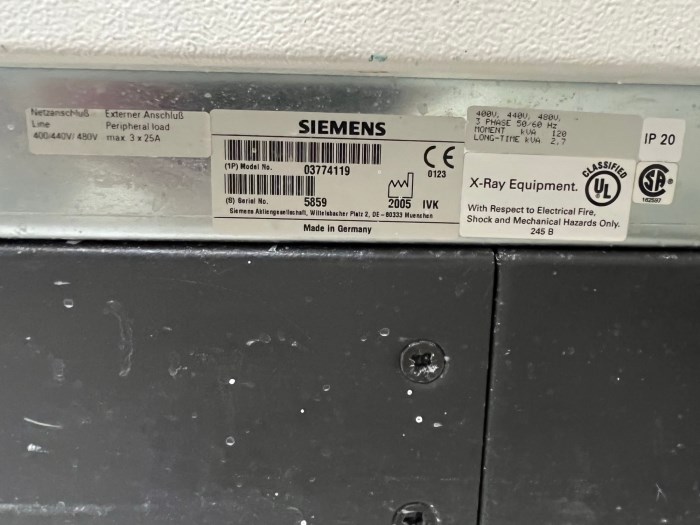 Netzanschluß Externer Anschluß
Line Peripheral load
400/440V/ 480V max. 3 x 25A
SIEMENS
(1P) Model No. 03774119
(S) Serial No. 5859
2005 IVK
Siemens Aktiengesellschaft, Wittelsbacher Platz 2, DE-80333 Muenchen
Made in Germany
CE
0123
400V, 440V, 480V,
3 PHASE 50/60 Hz
MOMENT kVA 120
LONG-TIME kVA 2.7
IP 20
X-Ray Equipment.
CLASSIFIED
UL
With Respect to Electrical Fire,
Shock and Mechanical Hazards Only.
245 B
SA
162597